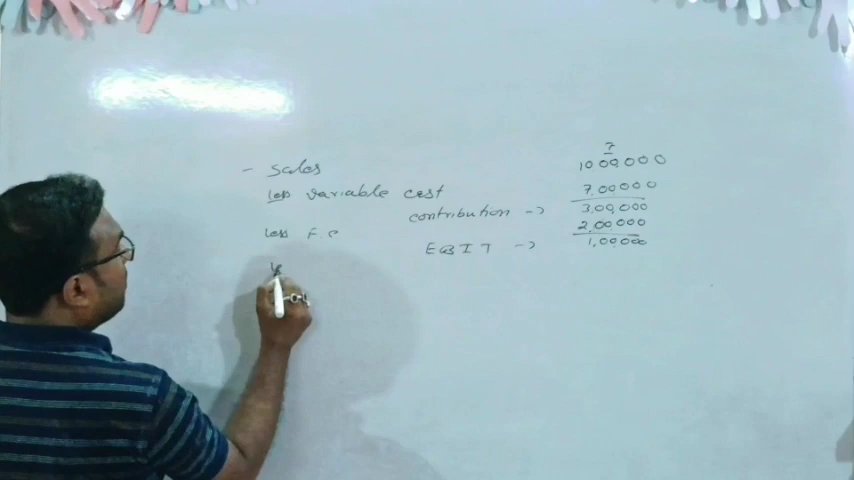 ₹
- Sales 10,00,000
less variable cost 7,00,000
contribution -> 3,00,000
less F.C 2,00,000
EBIT -> 1,00,000